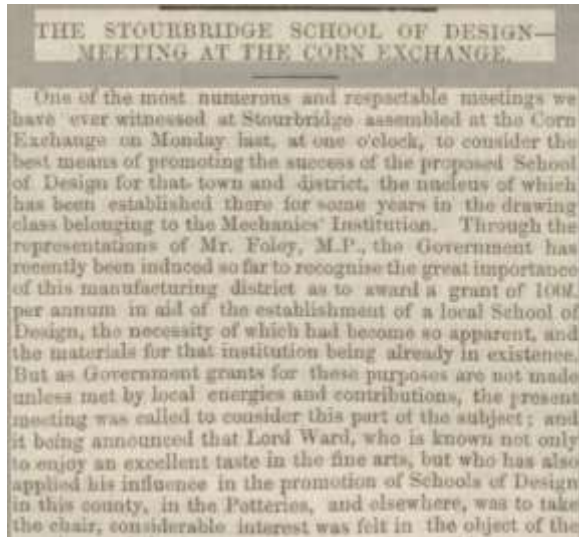 THE STOURBRIDGE SCHOOL OF DESIGN—
MEETING AT THE CORN EXCHANGE.
One of the most numerous and respectable meetings we
have ever witnessed at Stourbridge assembled at the Corn
Exchange on Monday last, at one o'clock, to consider the
best means of promoting the success of the proposed School
of Design for that town and district, the nucleus of which
has been established there for some years in the drawing
class belonging to the Mechanics' Institution. Through the
representations of Mr. Foley, M.P., the Government has
recently been induced so far to recognise the great importance
of this manufacturing district as to award a grant of 100l.
per annum in aid of the establishment of a local School of
Design, the necessity of which had become so apparent, and
the materials for that institution being already in existence.
But as Government grants for these purposes are not made
unless met by local energies and contributions, the present
meeting was called to consider this part of the subject; and
it being announced that Lord Ward, who is known not only
to enjoy an excellent taste in the fine arts, but who has also
applied his influence in the promotion of Schools of Design
in this county, in the Potteries, and elsewhere, was to take
the chair, considerable interest was felt in the object of the